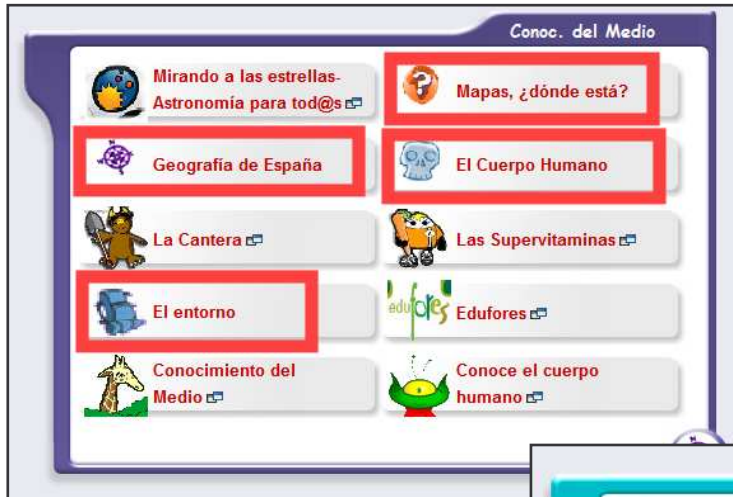 Conoc. del Medio
Mirando a las estrellas-
Astronomía para tod@s
Mapas, ¿dónde está?
Geografía de España
El Cuerpo Humano
La Cantera
Las Supervitaminas
El entorno
edufores
Edufores
Conocimiento del
Medio
Conoce el cuerpo
humano